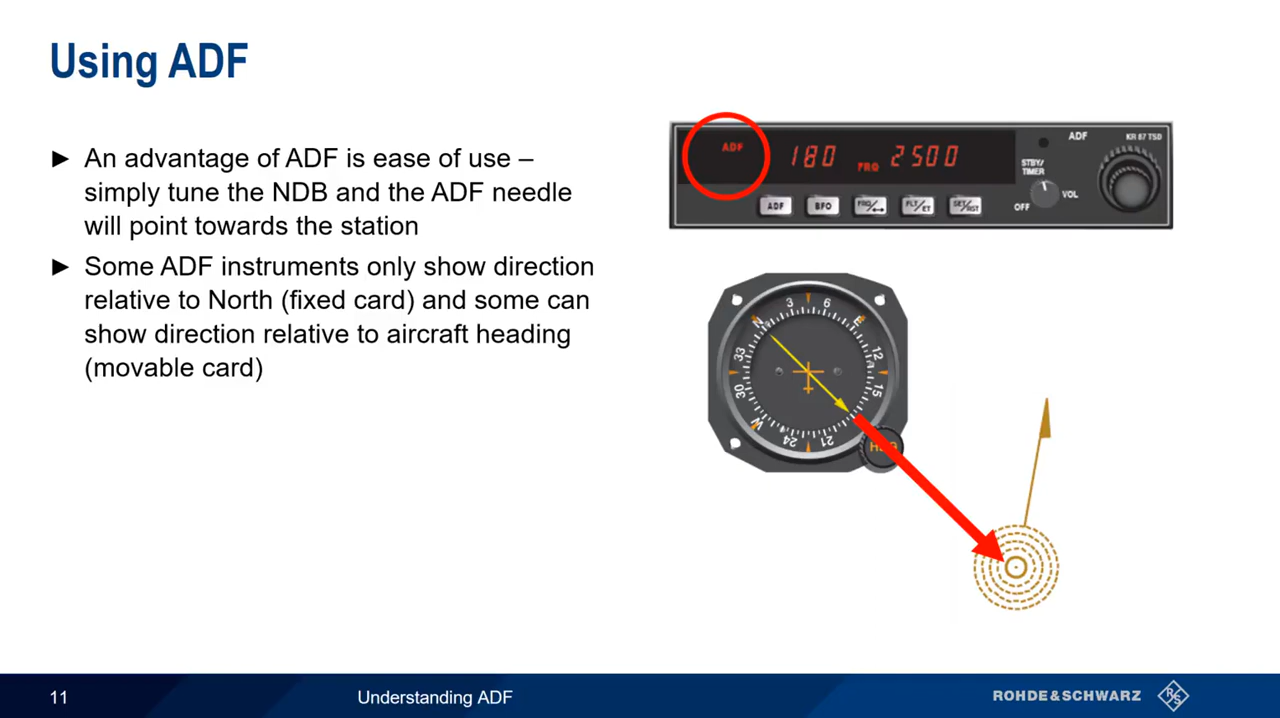 Using ADF
► An advantage of ADF is ease of use –
simply tune the NDB and the ADF needle
will point towards the station
► Some ADF instruments only show direction
relative to North (fixed card) and some can
show direction relative to aircraft heading
(movable card)
ADF
180 FRQ 2500
ADF
KR 87 TSO
STBY/
TIMER
VOL
OFF
ADF BFO FRQ/↔ FLT/ET SET/RST
N 3 6 E 12 15 21 24 W 30 33
11
Understanding ADF
ROHDE&SCHWARZ
R S